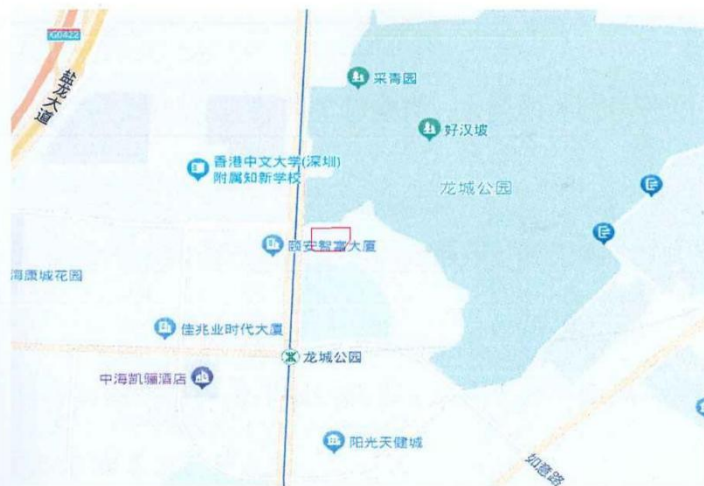 G0422
盐龙大道
采青园
好汉坡
香港中文大学(深圳)
附属知新学校
龙城公园
颐安智富大厦
海康城花园
佳兆业时代大厦
龙城公园
中海凯骊酒店
阳光天健城
如意路